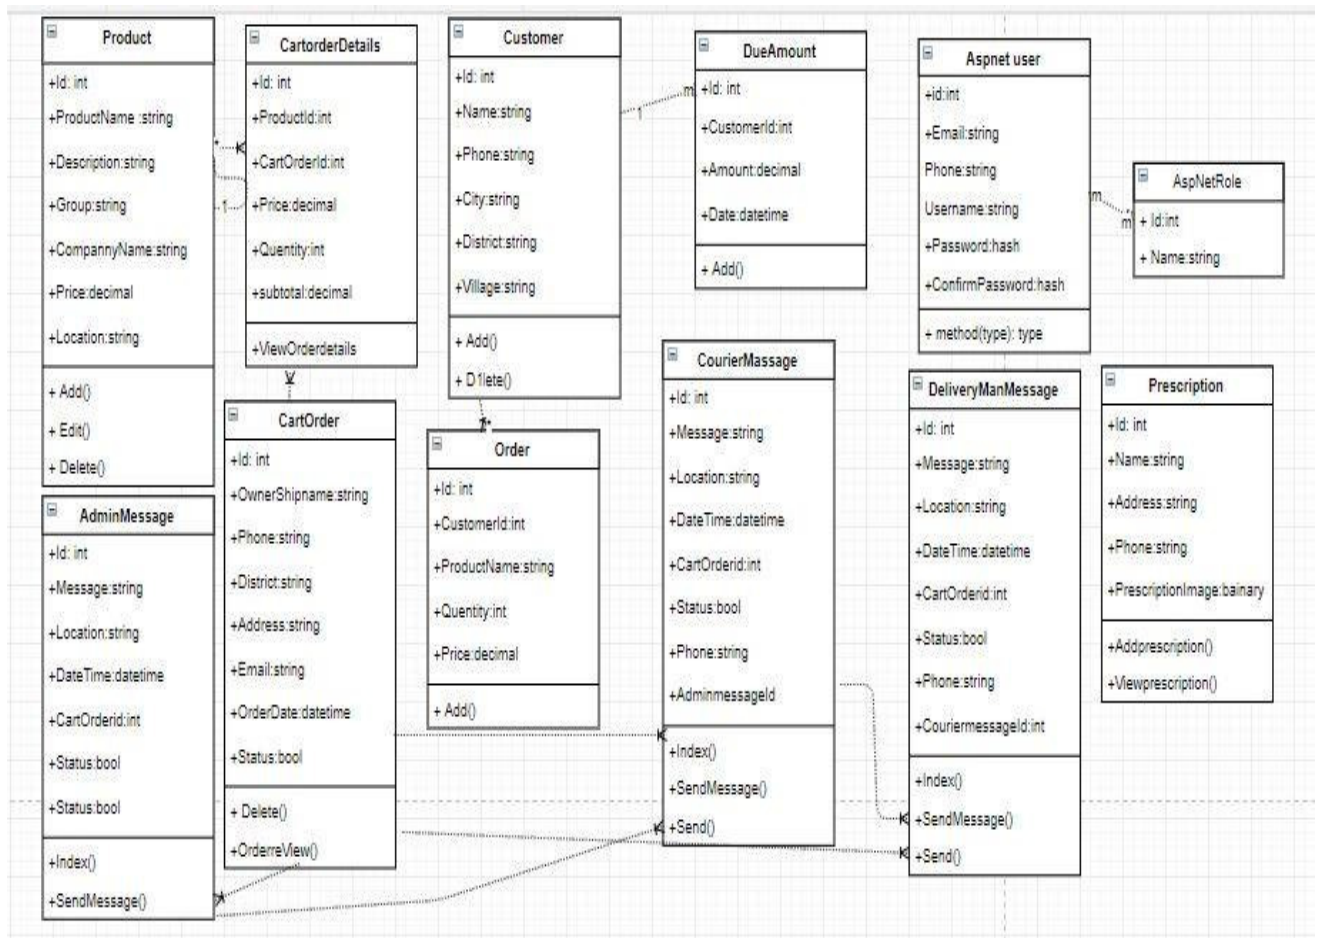 Product
+Id: int
+ProductName :string
+Description:string
+Group:string
+CompannyName:string
+Price:decimal
+Location:string
+ Add()
+ Edit()
+ Delete()
CartorderDetails
+Id: int
+ProductId:int
+CartOrderId:int
+Price:decimal
+Quentity:int
+subtotal:decimal
+ViewOrderdetails
*
1
Customer
+Id: int
+Name:string
+Phone:string
+City:string
+District:string
+Village:string
+ Add()
+ D1lete()
1
m
DueAmount
+Id: int
+CustomerId:int
+Amount:decimal
+Date:datetime
+ Add()
Aspnet user
+id:int
+Email:string
Phone:string
Username:string
+Password:hash
+ConfirmPassword:hash
+ method(type): type
m
m
*
AspNetRole
+ Id:int
+ Name:string
AdminMessage
+Id: int
+Message:string
+Location:string
+DateTime:datetime
+CartOrderid:int
+Status:bool
+Status:bool
+Index()
+SendMessage()
CartOrder
+Id: int
+OwnerShipname:string
+Phone:string
+District:string
+Address:string
+Email:string
+OrderDate:datetime
+Status:bool
+ Delete()
+OrderreView()
*
Order
+Id: int
+CustomerId:int
+ProductName:string
+Quentity:int
+Price:decimal
+ Add()
CourierMassage
+Id: int
+Message:string
+Location:string
+DateTime:datetime
+CartOrderid:int
+Status:bool
+Phone:string
+AdminmessageId
+Index()
+SendMessage()
+Send()
DeliveryManMessage
+Id: int
+Message:string
+Location:string
+DateTime:datetime
+CartOrderid:int
+Status:bool
+Phone:string
+CouriermessageId:int
+Index()
+SendMessage()
+Send()
Prescription
+Id: int
+Name:string
+Address:string
+Phone:string
+PrescriptionImage:bainary
+Addprescription()
+Viewprescription()